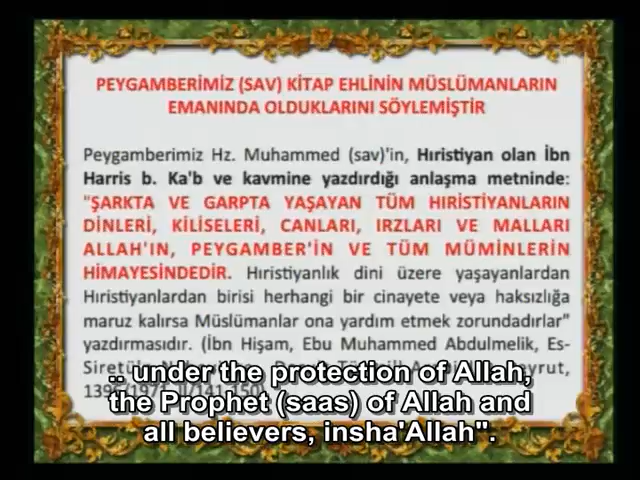 PEYGAMBERİMİZ (SAV) KİTAP EHLİNİN MÜSLÜMANLARIN
EMANINDA OLDUKLARINI SÖYLEMİŞTİR
Peygamberimiz Hz. Muhammed (sav)'in, Hıristiyan olan İbn
Harris b. Ka'b ve kavmine yazdırdığı anlaşma metninde:
"ŞARKTA VE GARPTA YAŞAYAN TÜM HIRİSTİYANLARIN
DİNLERİ, KİLİSELERİ, CANLARI, IRZLARI VE MALLARI
ALLAH'IN, PEYGAMBER'İN VE TÜM MÜMİNLERİN
HİMAYESİNDEDİR. Hıristiyanlık dini üzere yaşayanlardan
Hıristiyanlardan birisi herhangi bir cinayete veya haksızlığa
maruz kalırsa Müslümanlar ona yardım etmek zorundadırlar"
yazdırmasıdır. (İbn Hişam, Ebu Muhammed Abdulmelik, Es-
.. under the protection of Allah,
the Prophet (saas) of Allah and
all believers, insha'Allah".